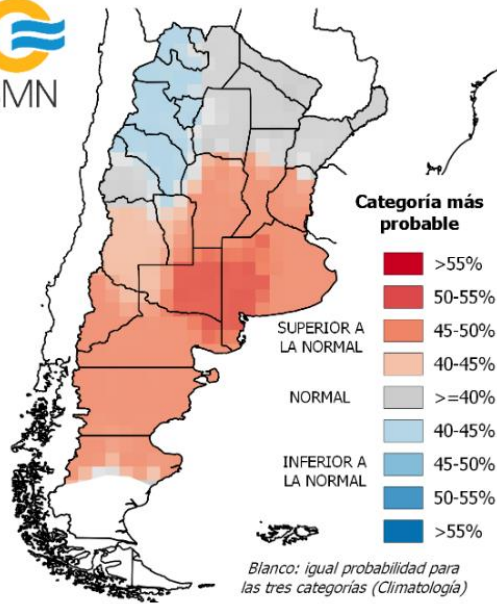 SMN
Categoría más
probable
>55%
50-55%
SUPERIOR A
LA NORMAL
45-50%
40-45%
NORMAL
>=40%
40-45%
INFERIOR A
LA NORMAL
45-50%
50-55%
>55%
Blanco: igual probabilidad para
las tres categorías (Climatología)